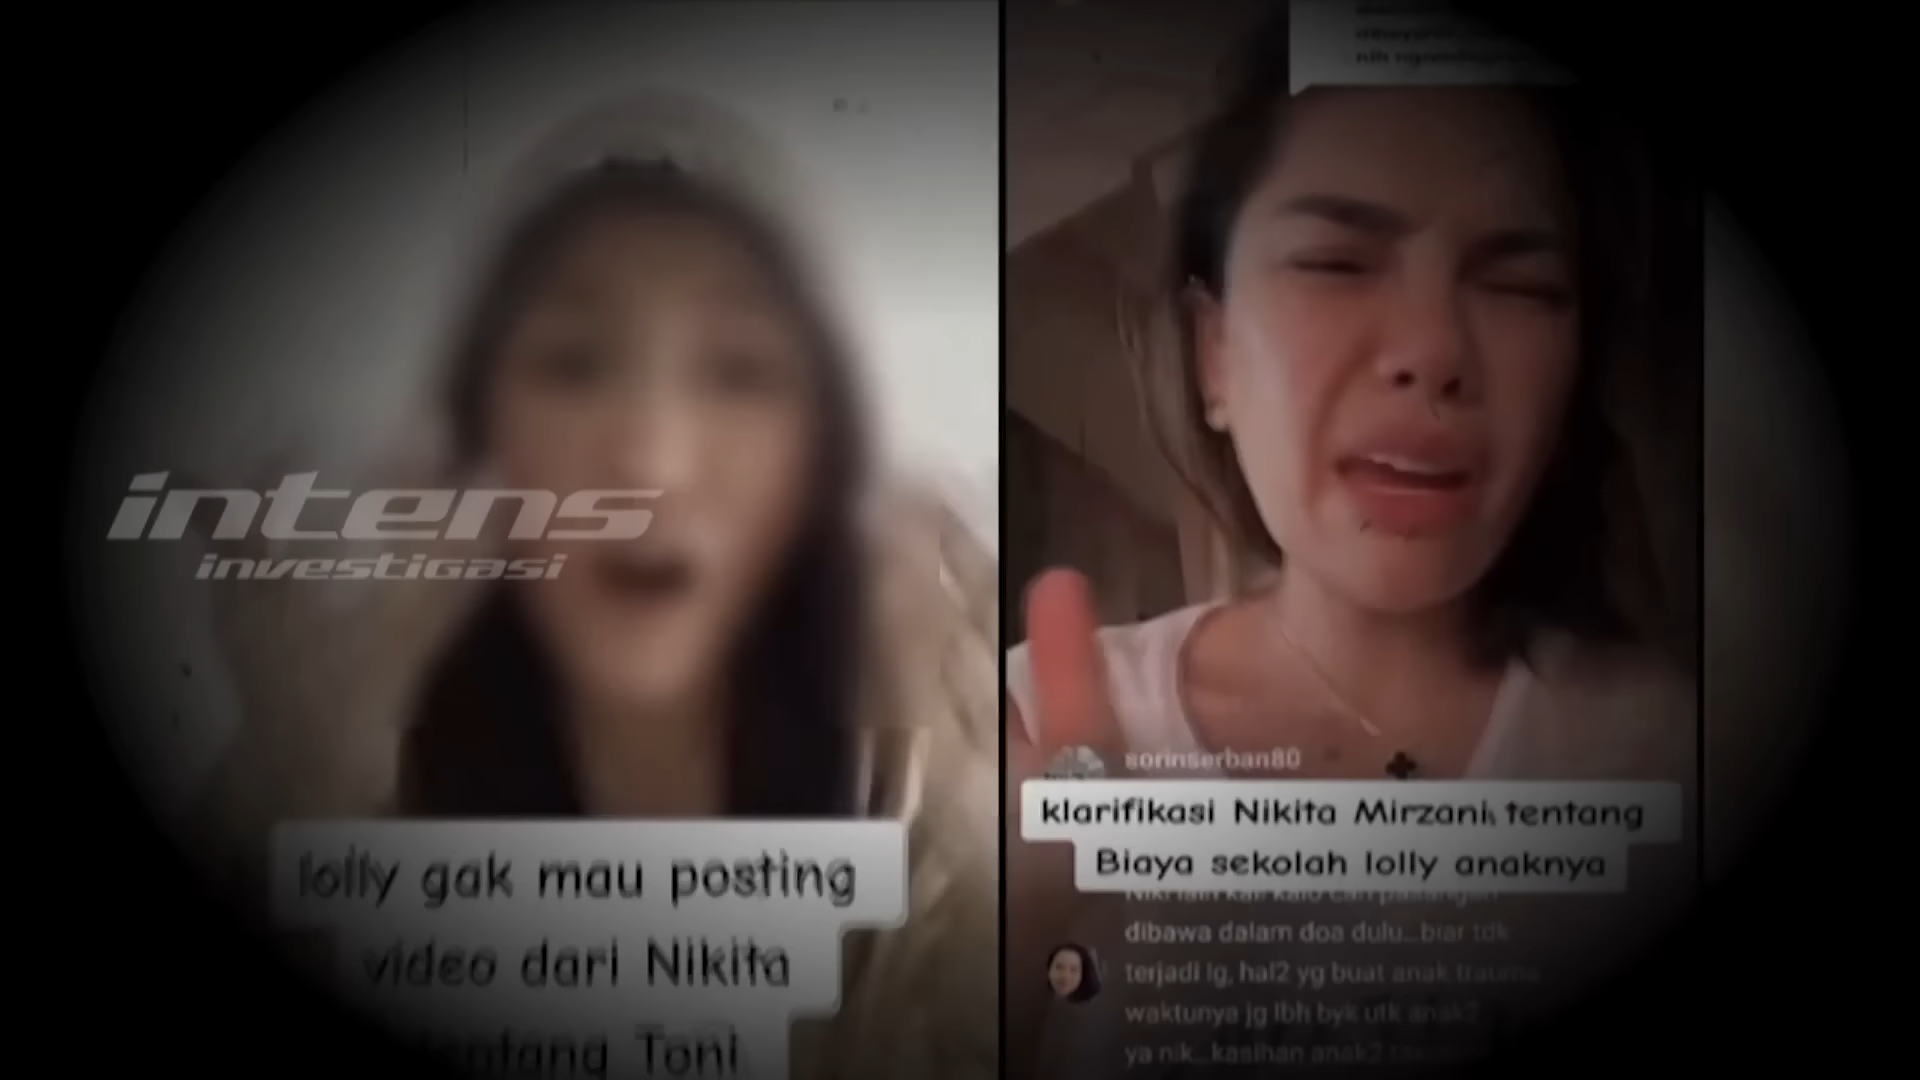 intens
investigasi
lolly gak mau posting
video dari Nikita
tentang Toni
nih
sorinserban80
klarifikasi Nikita Mirzani tentang
Biaya sekolah lolly anaknya
dibawa dalam doa dulu...biar tdk
terjadi lg, hal2 yg buat anak trauma
waktunya jg lbh byk utk anak2
ya nik...kasihan anak2